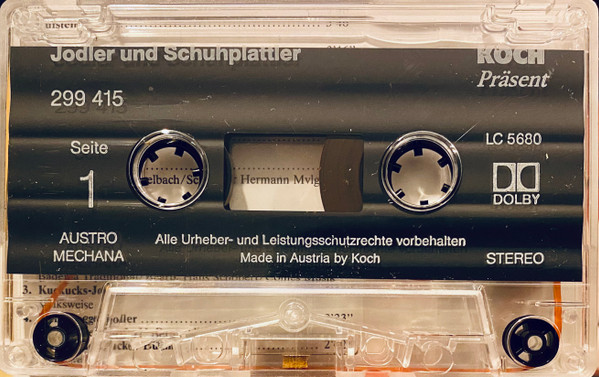 Jodler und Schuhplattler
KOCH
Präsent
299 415
LC 5680
Seite
1
Hermann
DOLBY
AUSTRO
MECHANA
Alle Urheber- und Leistungsschutzrechte vorbehalten
Made in Austria by Koch
STEREO
3.